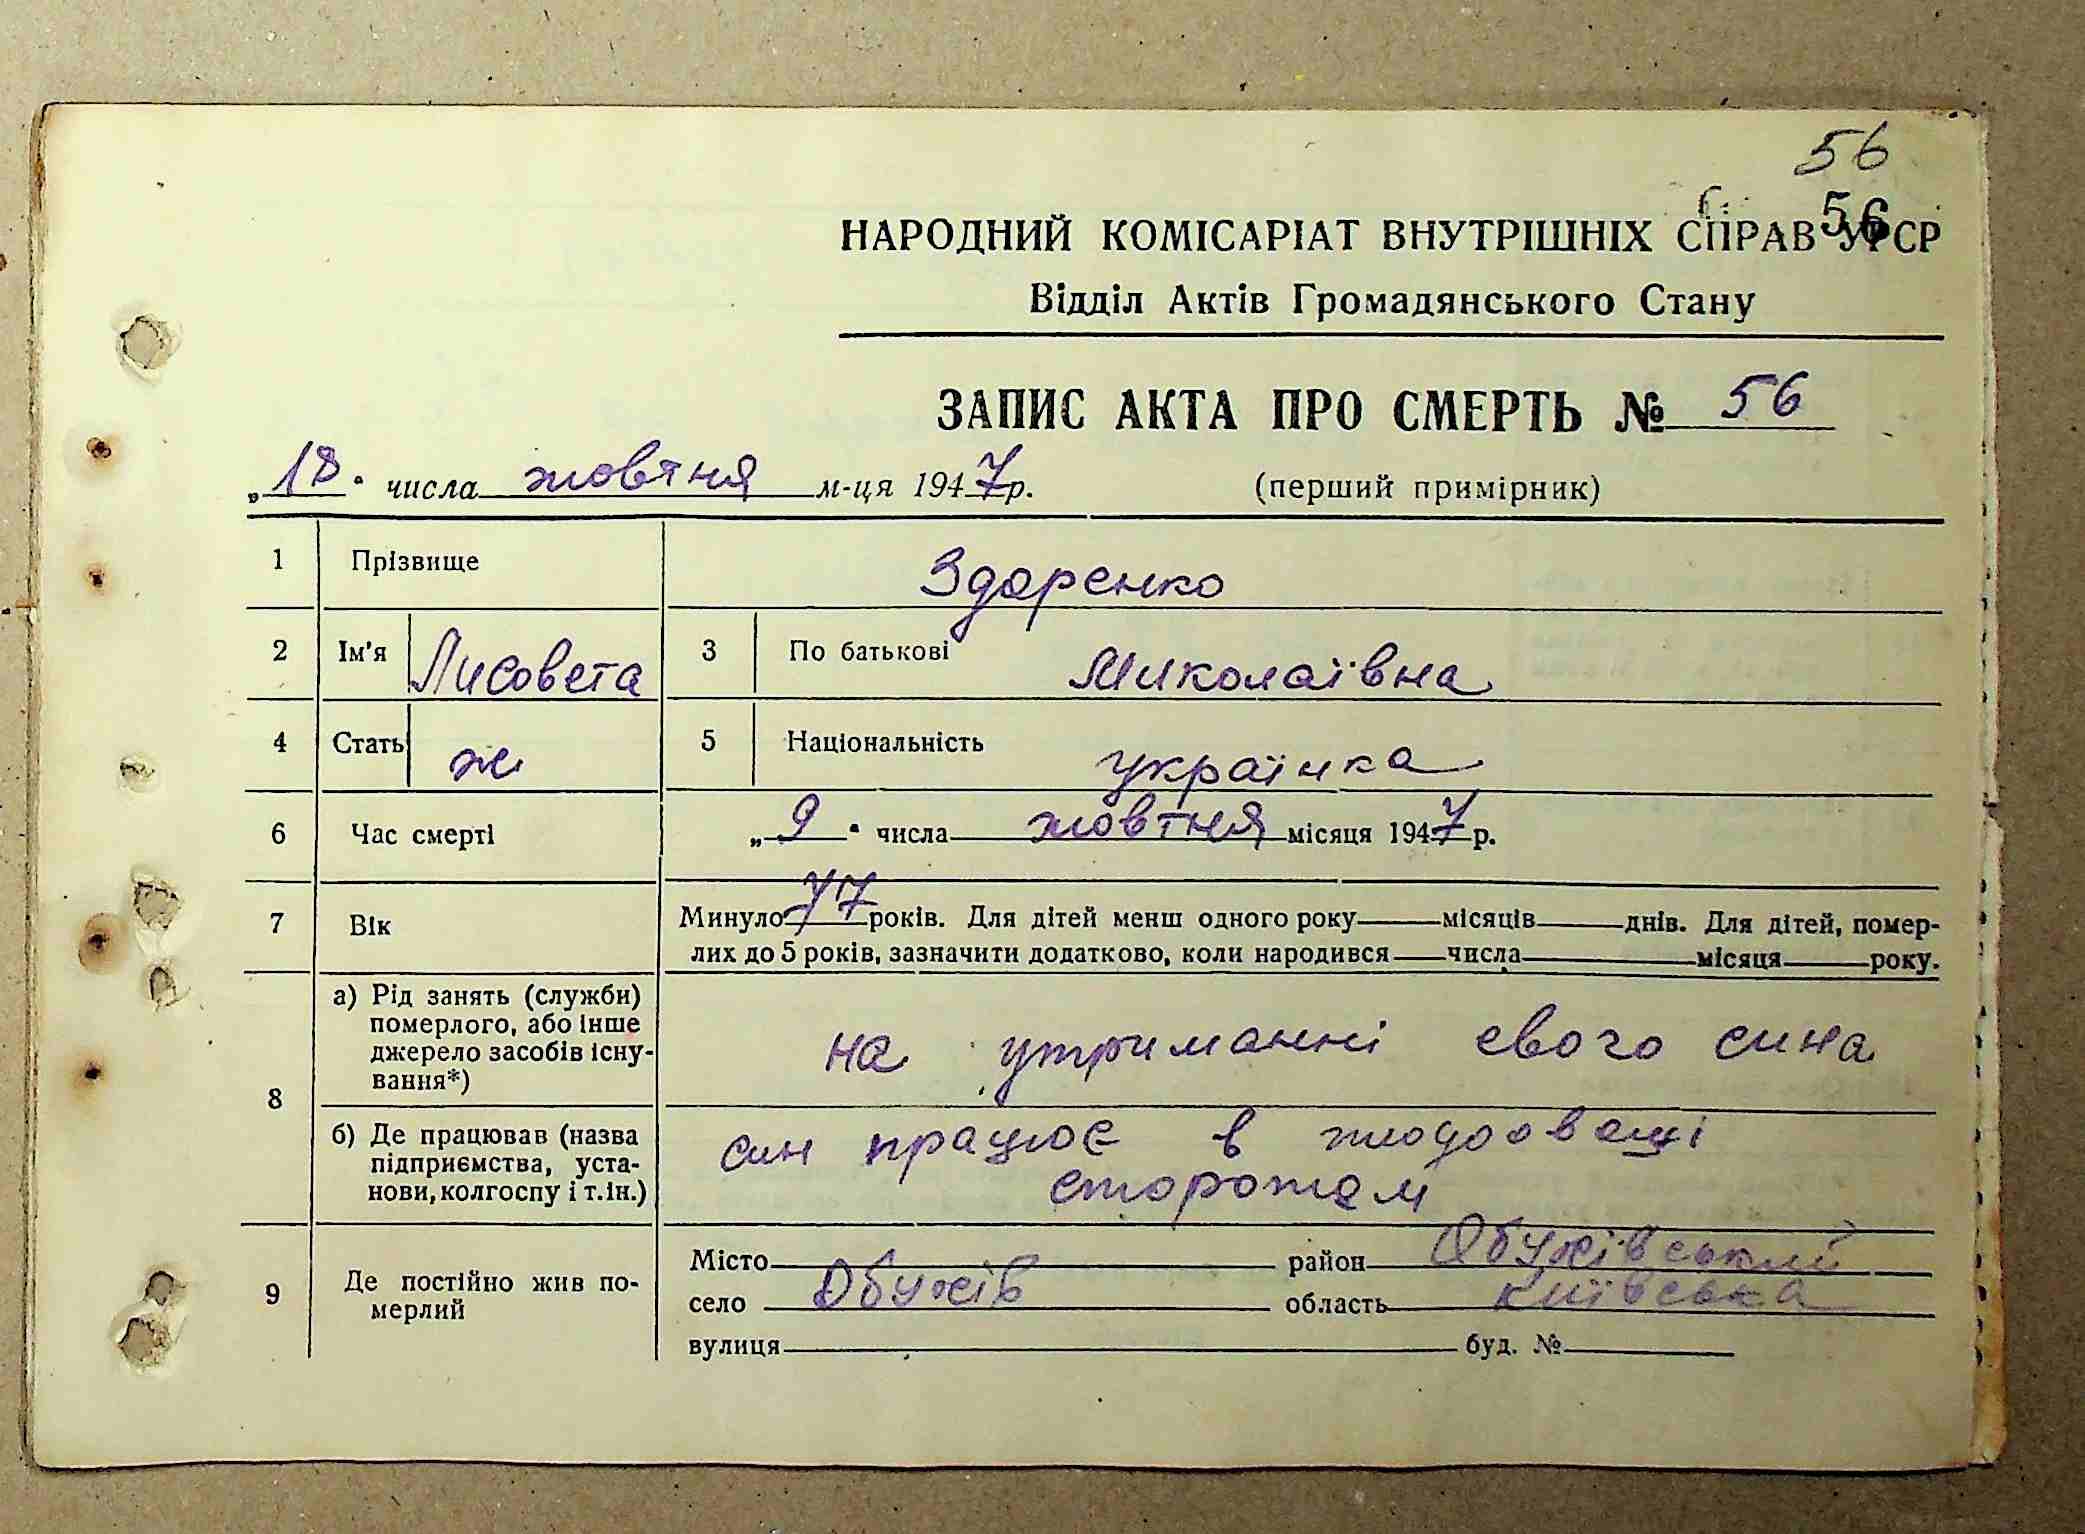 56
56
НАРОДНИЙ КОМІСАРІАТ ВНУТРІШНІХ СПРАВ УРСР
Відділ Актів Громадянського Стану
ЗАПИС АКТА ПРО СМЕРТЬ № 56
„18" числа жовтня м-ця 1947 р. (перший примірник)
1 Прізвище Здоренко
2 Ім'я Лисовета 3 По батькові Миколаївна
4 Стать ж 5 Національність українка
6 Час смерті „9" числа жовтня місяця 1947 р.
7 Вік Минуло 77 років. Для дітей менш одного року місяців днів. Для дітей, помер-
лих до 5 років, зазначити додатково, коли народився числа місяця року.
8 а) Рід занять (служби)
померлого, або інше
джерело засобів існу-
вання*)
на утриманні свого сина
б) Де працював (назва
підприємства, уста-
нови, колгоспу і т.ін.)
син працює в
сторожем
9 Де постійно жив по-
мерлий
Місто район Обухівський
село Обухів область київська
вулиця буд. №